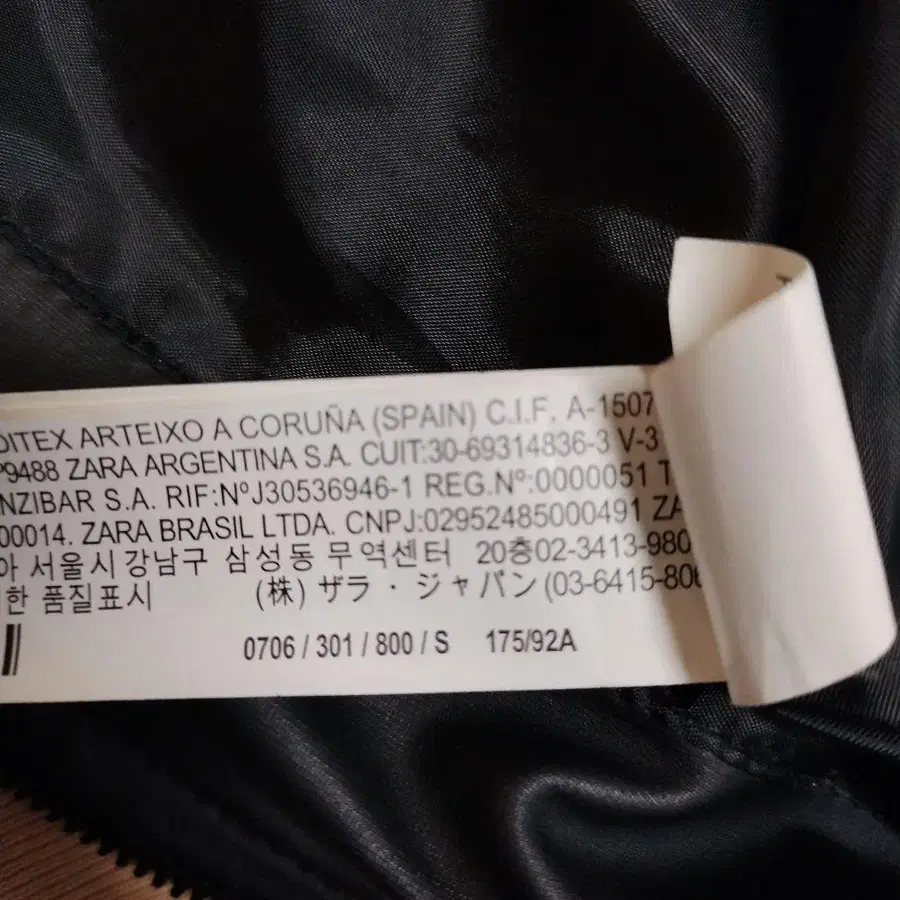 DITEX ARTEIXO A CORUÑA (SPAIN) C.I.F. A-1507
9488 ZARA ARGENTINA S.A. CUIT:30-69314836-3 V-3
NZIBAR S.A. RIF:NºJ30536946-1 REG.Nº:0000051 T
00014. ZARA BRASIL LTDA. CNPJ:02952485000491 ZA
아 서울시강남구 삼성동 무역센터 20층02-3413-980
한 품질표시 (株) ザラ・ジャパン(03-6415-806
0706 / 301 / 800 / S 175/92A